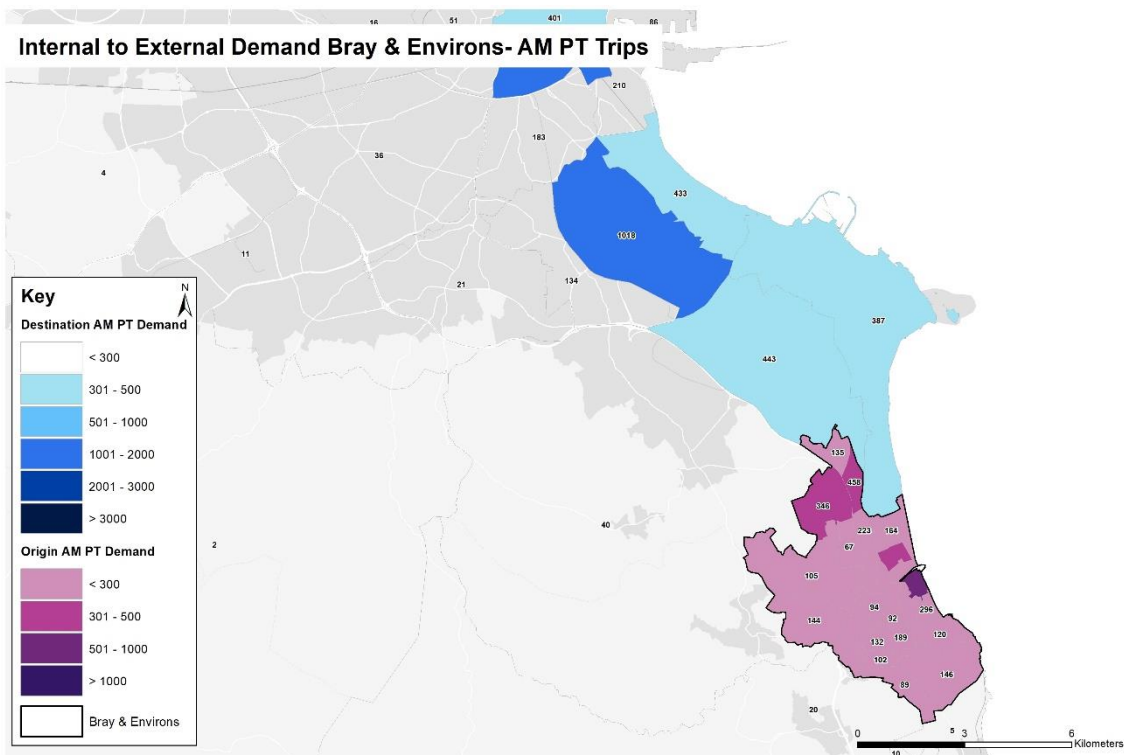 16
51
401
86
Internal to External Demand Bray & Environs- AM PT Trips
210
183
36
4
433
1018
11
134
21
387
443
Key
N
Destination AM PT Demand
< 300
301 - 500
501 - 1000
1001 - 2000
2001 - 3000
> 3000
Origin AM PT Demand
< 300
301 - 500
501 - 1000
> 1000
Bray & Environs
135
458
346
223
164
67
40
2
105
94
296
92
144
189
120
132
102
146
89
20
5
0 3 6
Kilometers
10